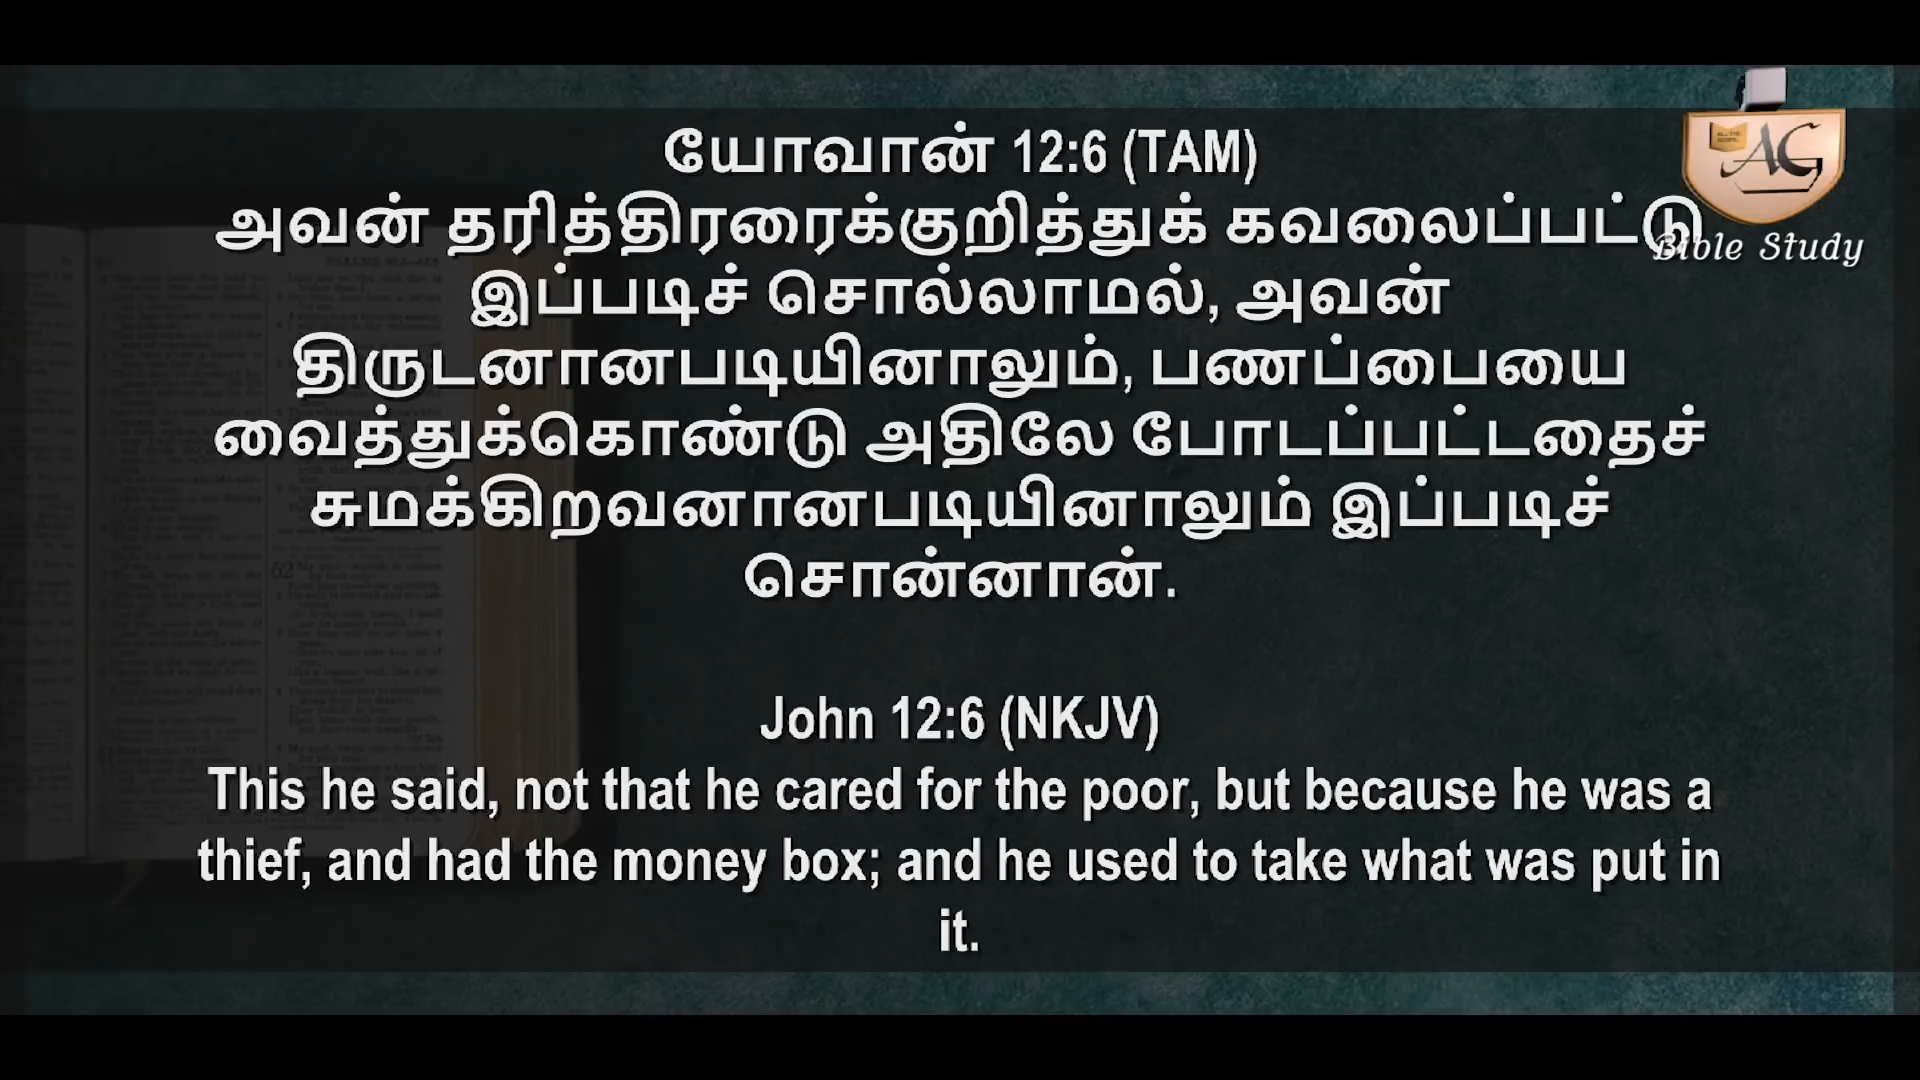 யோவான் 12:6 (TAM)
அவன் தரித்திரரைக்குறித்துக் கவலைப்பட்டு
இப்படிச் சொல்லாமல், அவன்
திருடனானபடியினாலும், பணப்பையை
வைத்துக்கொண்டு அதிலே போடப்பட்டதைச்
சுமக்கிறவனானபடியினாலும் இப்படிச்
சொன்னான்.
John 12:6 (NKJV)
This he said, not that he cared for the poor, but because he was a
thief, and had the money box; and he used to take what was put in
it.
AG
Bible Study